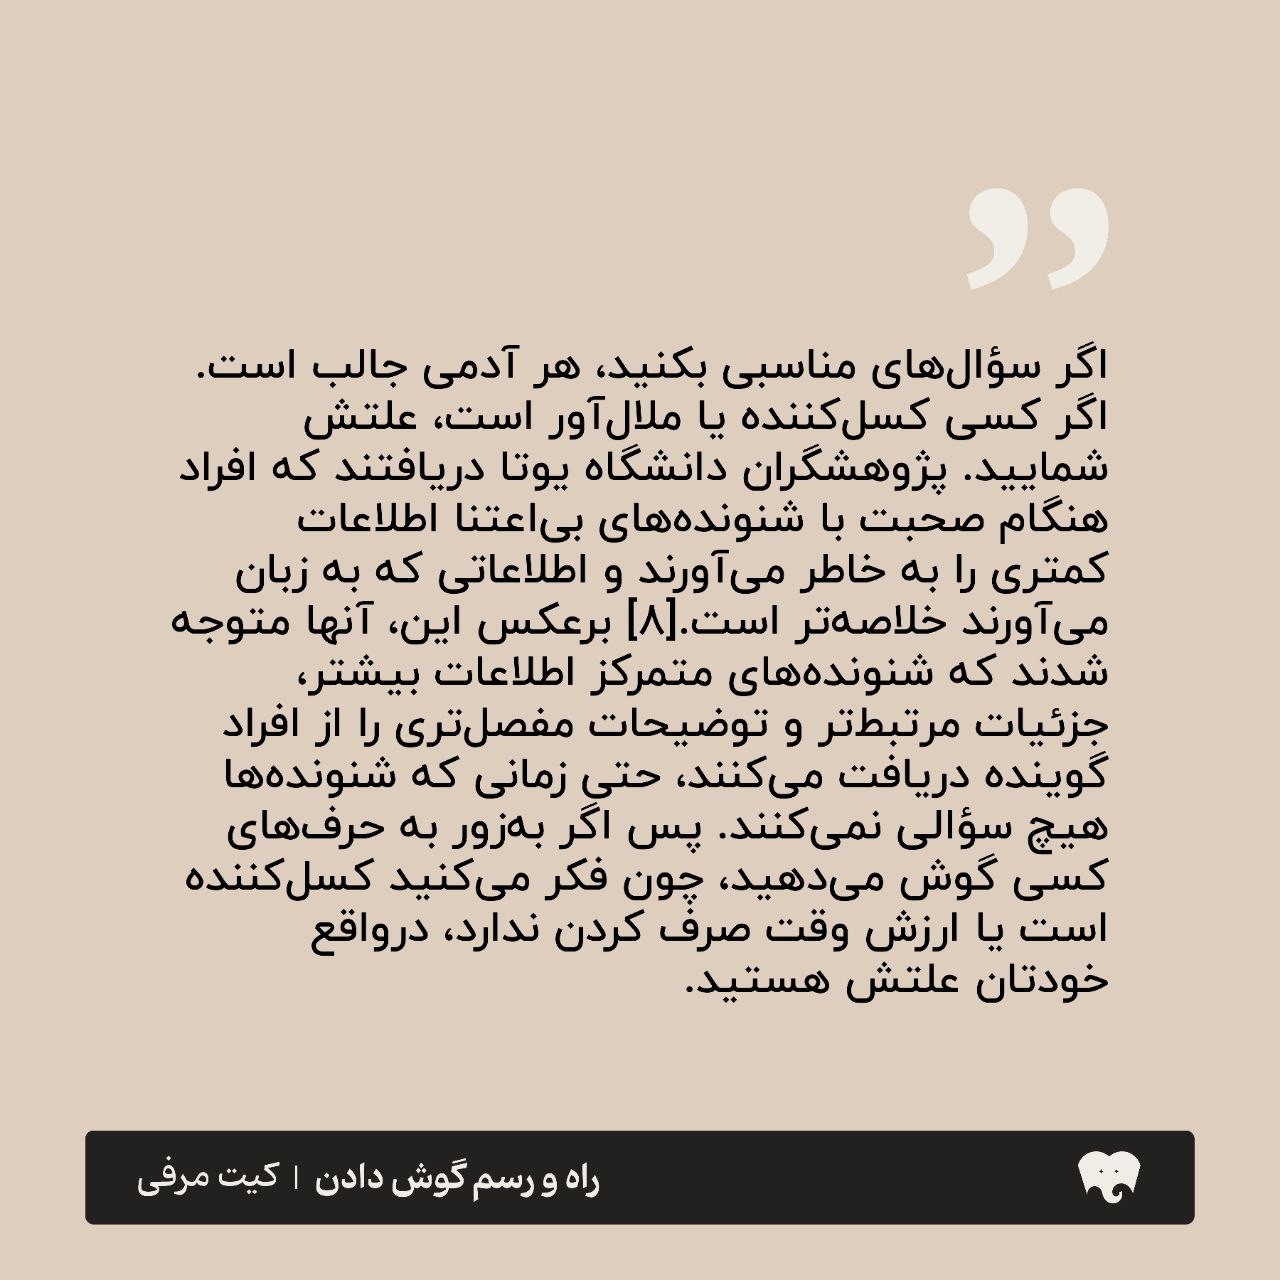 اگر سؤال‌های مناسبی بکنید، هر آدمی جالب است.
اگر کسی کسل‌کننده یا ملال‌آور است، علتش
شمایید. پژوهشگران دانشگاه یوتا دریافتند که افراد
هنگام صحبت با شنونده‌های بی‌اعتنا اطلاعات
کمتری را به خاطر می‌آورند و اطلاعاتی که به زبان
می‌آورند خلاصه‌تر است.[۸] برعکس این، آنها متوجه
شدند که شنونده‌های متمرکز اطلاعات بیشتر،
جزئیات مرتبط‌تر و توضیحات مفصل‌تری را از افراد
گوینده دریافت می‌کنند، حتی زمانی که شنونده‌ها
هیچ سؤالی نمی‌کنند. پس اگر به‌زور به حرف‌های
کسی گوش می‌دهید، چون فکر می‌کنید کسل‌کننده
است یا ارزش وقت صرف کردن ندارد، درواقع
خودتان علتش هستید.
راه و رسم گوش دادن | کیت مرفی